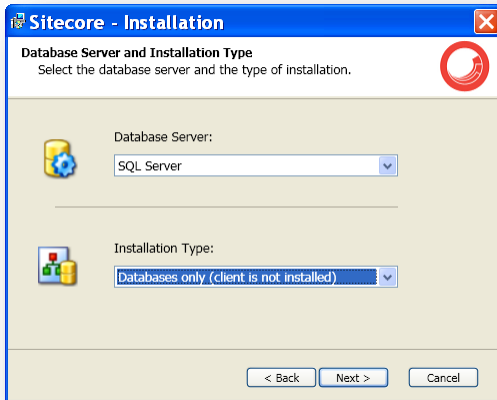 Sitecore - Installation
Database Server and Installation Type
Select the database server and the type of installation.
Database Server:
SQL Server
Installation Type:
Databases only (client is not installed)
< Back Next > Cancel